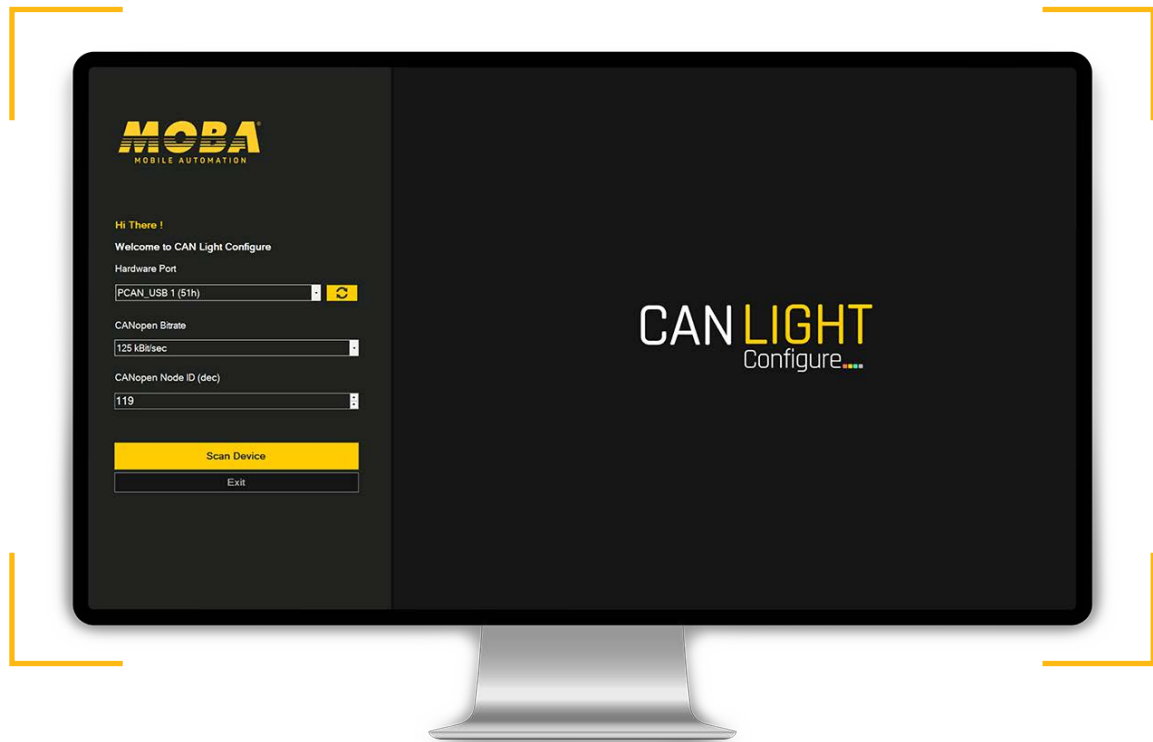 MOBA®
MOBILE AUTOMATION
Hi There !
Welcome to CAN Light Configure
Hardware Port
PCAN_USB 1 (51h)
CANopen Bitrate
125 kBit/sec
CANopen Node ID (dec)
119
Scan Device
Exit
CAN LIGHT
Configure....